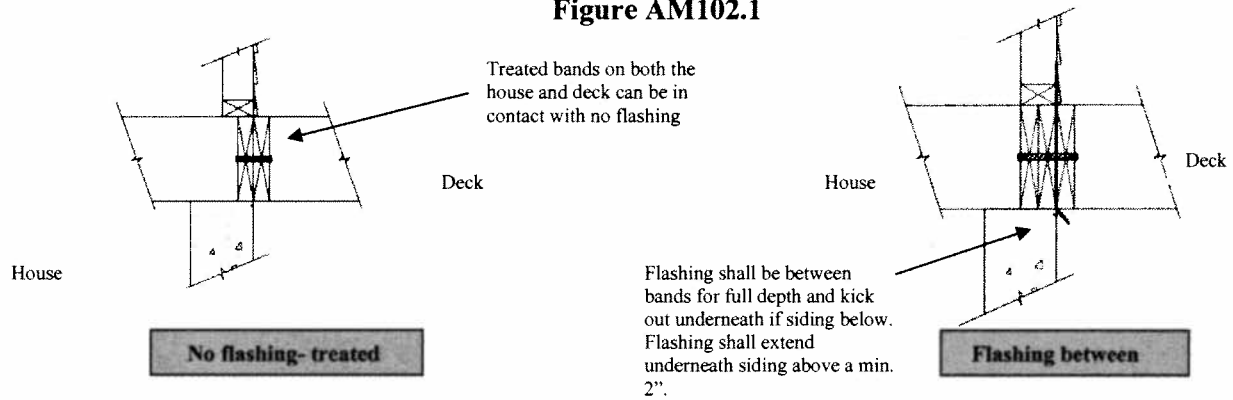 Figure AM102.1
Treated bands on both the
house and deck can be in
contact with no flashing
Deck
House
No flashing- treated
House
Deck
Flashing shall be between
bands for full depth and kick
out underneath if siding below.
Flashing shall extend
underneath siding above a min.
2”.
Flashing between